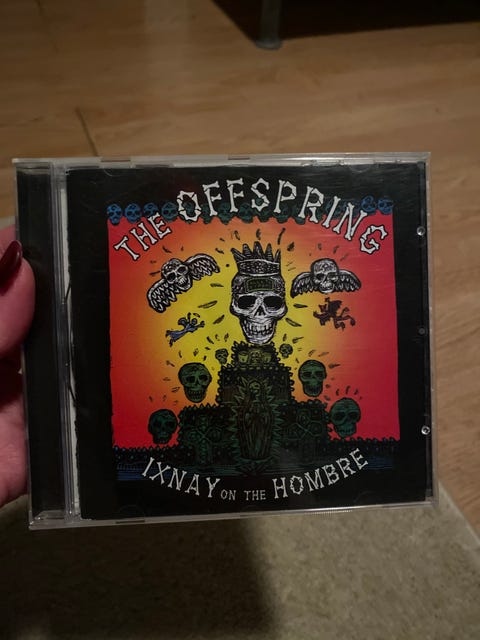 THE OFFSPRING
IXNAY ON THE HOMBRE